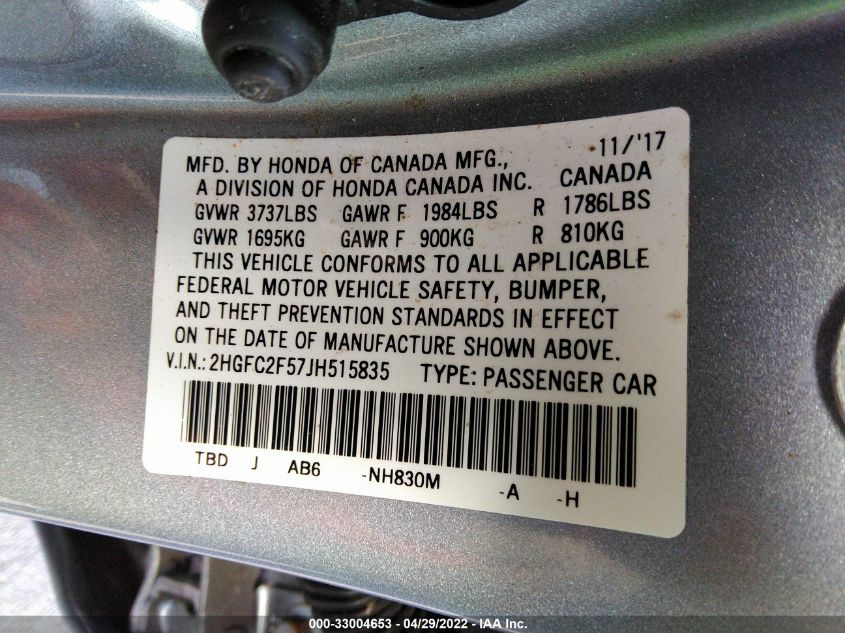 11/'17
MFD. BY HONDA OF CANADA MFG.,
A DIVISION OF HONDA CANADA INC. CANADA
GVWR 3737LBS GAWR F 1984LBS R 1786LBS
GVWR 1695KG GAWR F 900KG R 810KG
THIS VEHICLE CONFORMS TO ALL APPLICABLE
FEDERAL MOTOR VEHICLE SAFETY, BUMPER,
AND THEFT PREVENTION STANDARDS IN EFFECT
ON THE DATE OF MANUFACTURE SHOWN ABOVE.
V.I.N.: 2HGFC2F57JH515835 TYPE: PASSENGER CAR
TBD J AB6 -NH830M -A -H
000-33004653 - 04/29/2022 - IAA Inc.